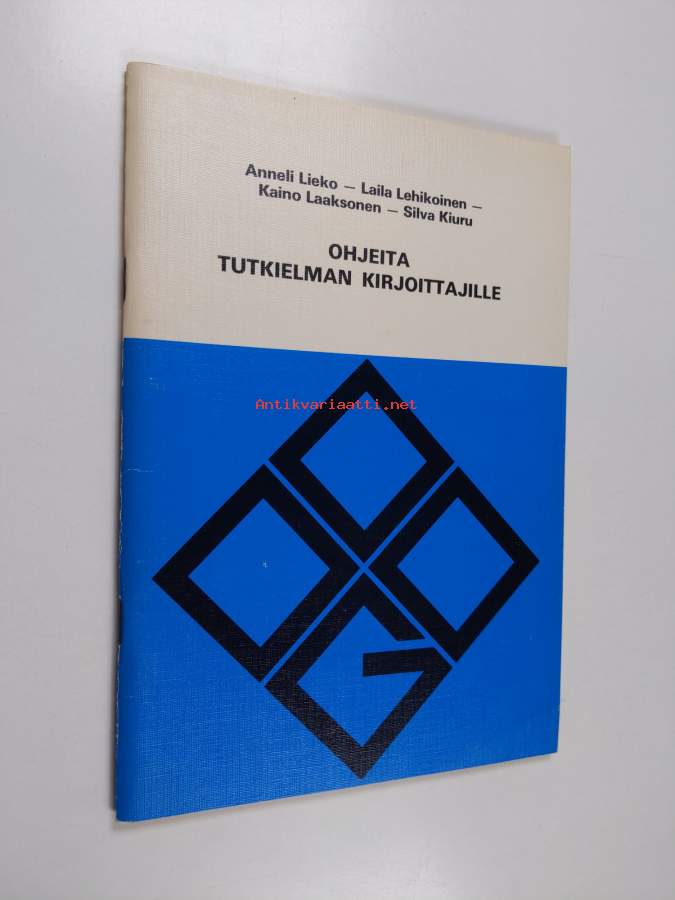 Anneli Lieko — Laila Lehikoinen —
Kaino Laaksonen — Silva Kiuru
OHJEITA
TUTKIELMAN KIRJOITTAJILLE
Antikvariaatti.net